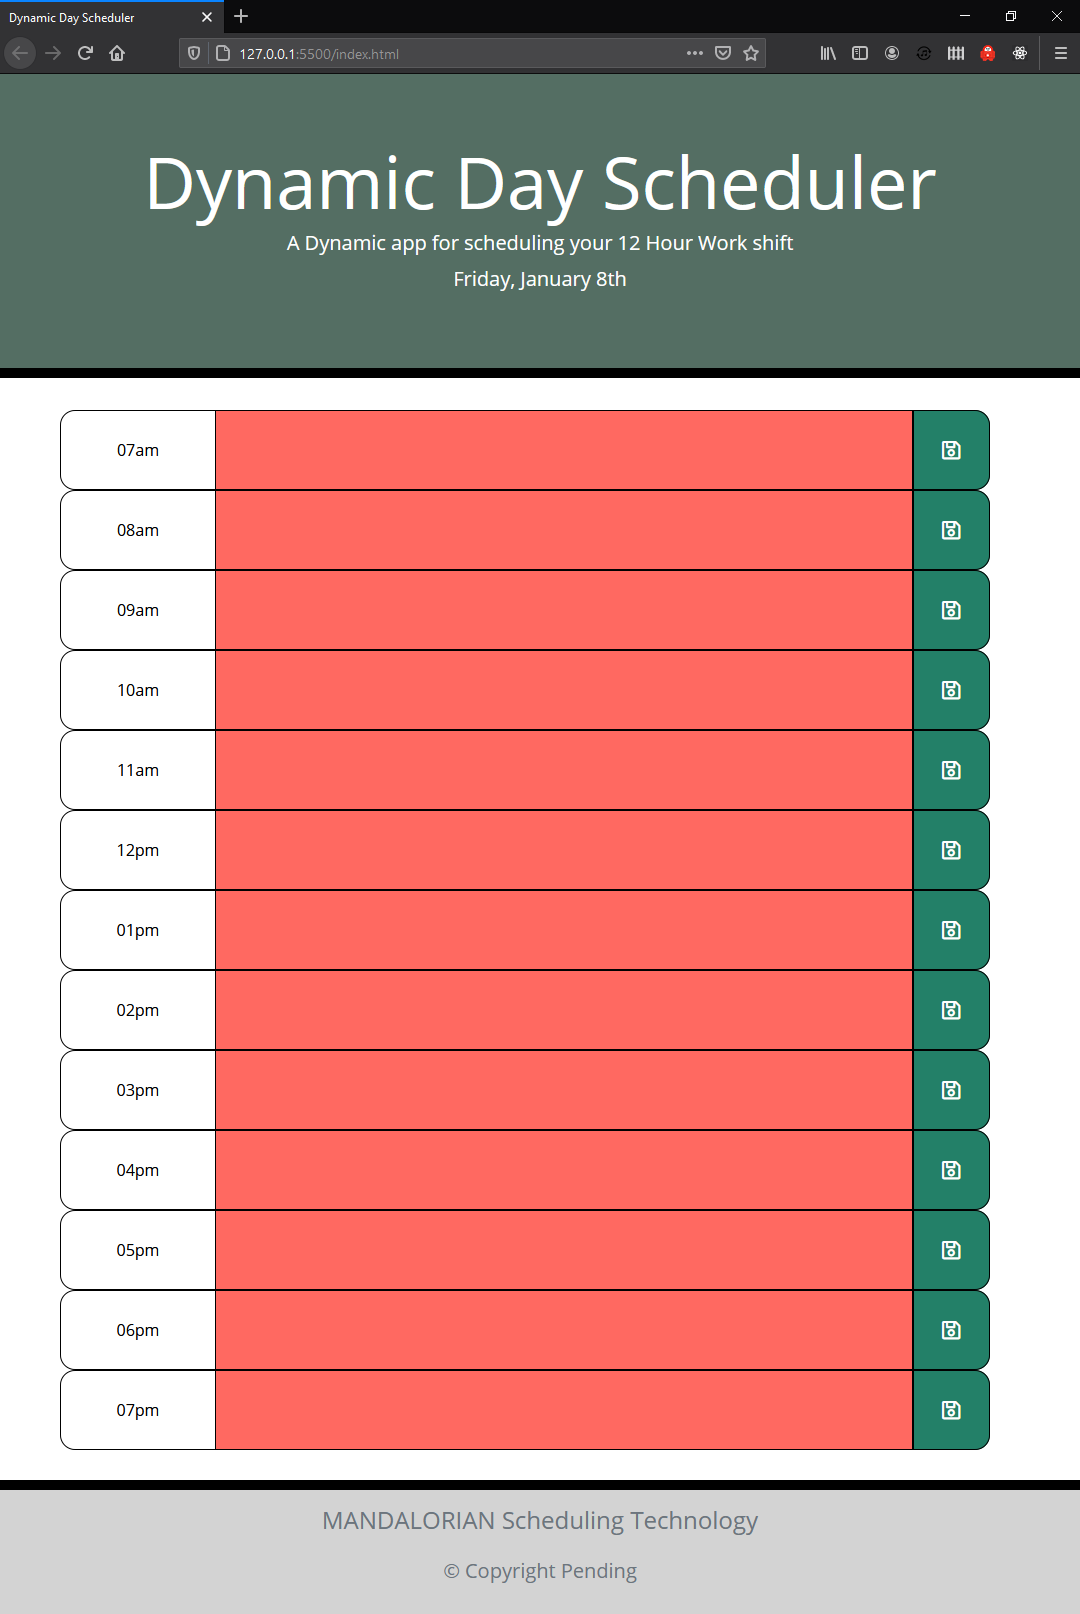 Dynamic Day Scheduler
127.0.0.1:5500/index.html
Dynamic Day Scheduler
A Dynamic app for scheduling your 12 Hour Work shift
Friday, January 8th
07am
08am
09am
10am
11am
12pm
01pm
02pm
03pm
04pm
05pm
06pm
07pm
MANDALORIAN Scheduling Technology
© Copyright Pending